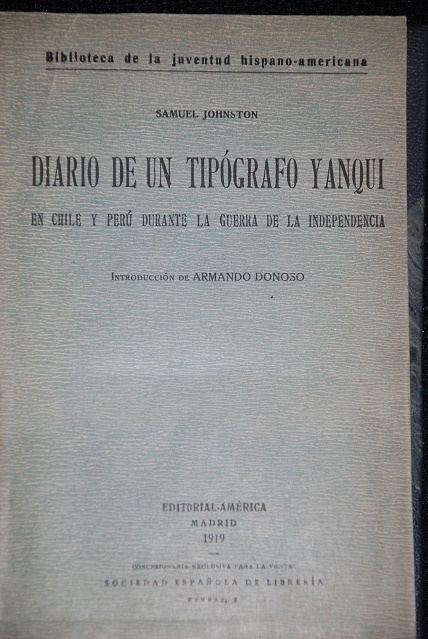 Biblioteca de la juventud hispano-americana
SAMUEL JOHNSTON
DIARIO DE UN TIPÓGRAFO YANQUI
EN CHILE Y PERÚ DURANTE LA GUERRA DE LA INDEPENDENCIA
INTRODUCCIÓN DE ARMANDO DONOSO
EDITORIAL-AMÉRICA
MADRID
1919
CONCESIONARIA EXCLUSIVA PARA LA VENTA:
SOCIEDAD ESPAÑOLA DE LIBRERÍA